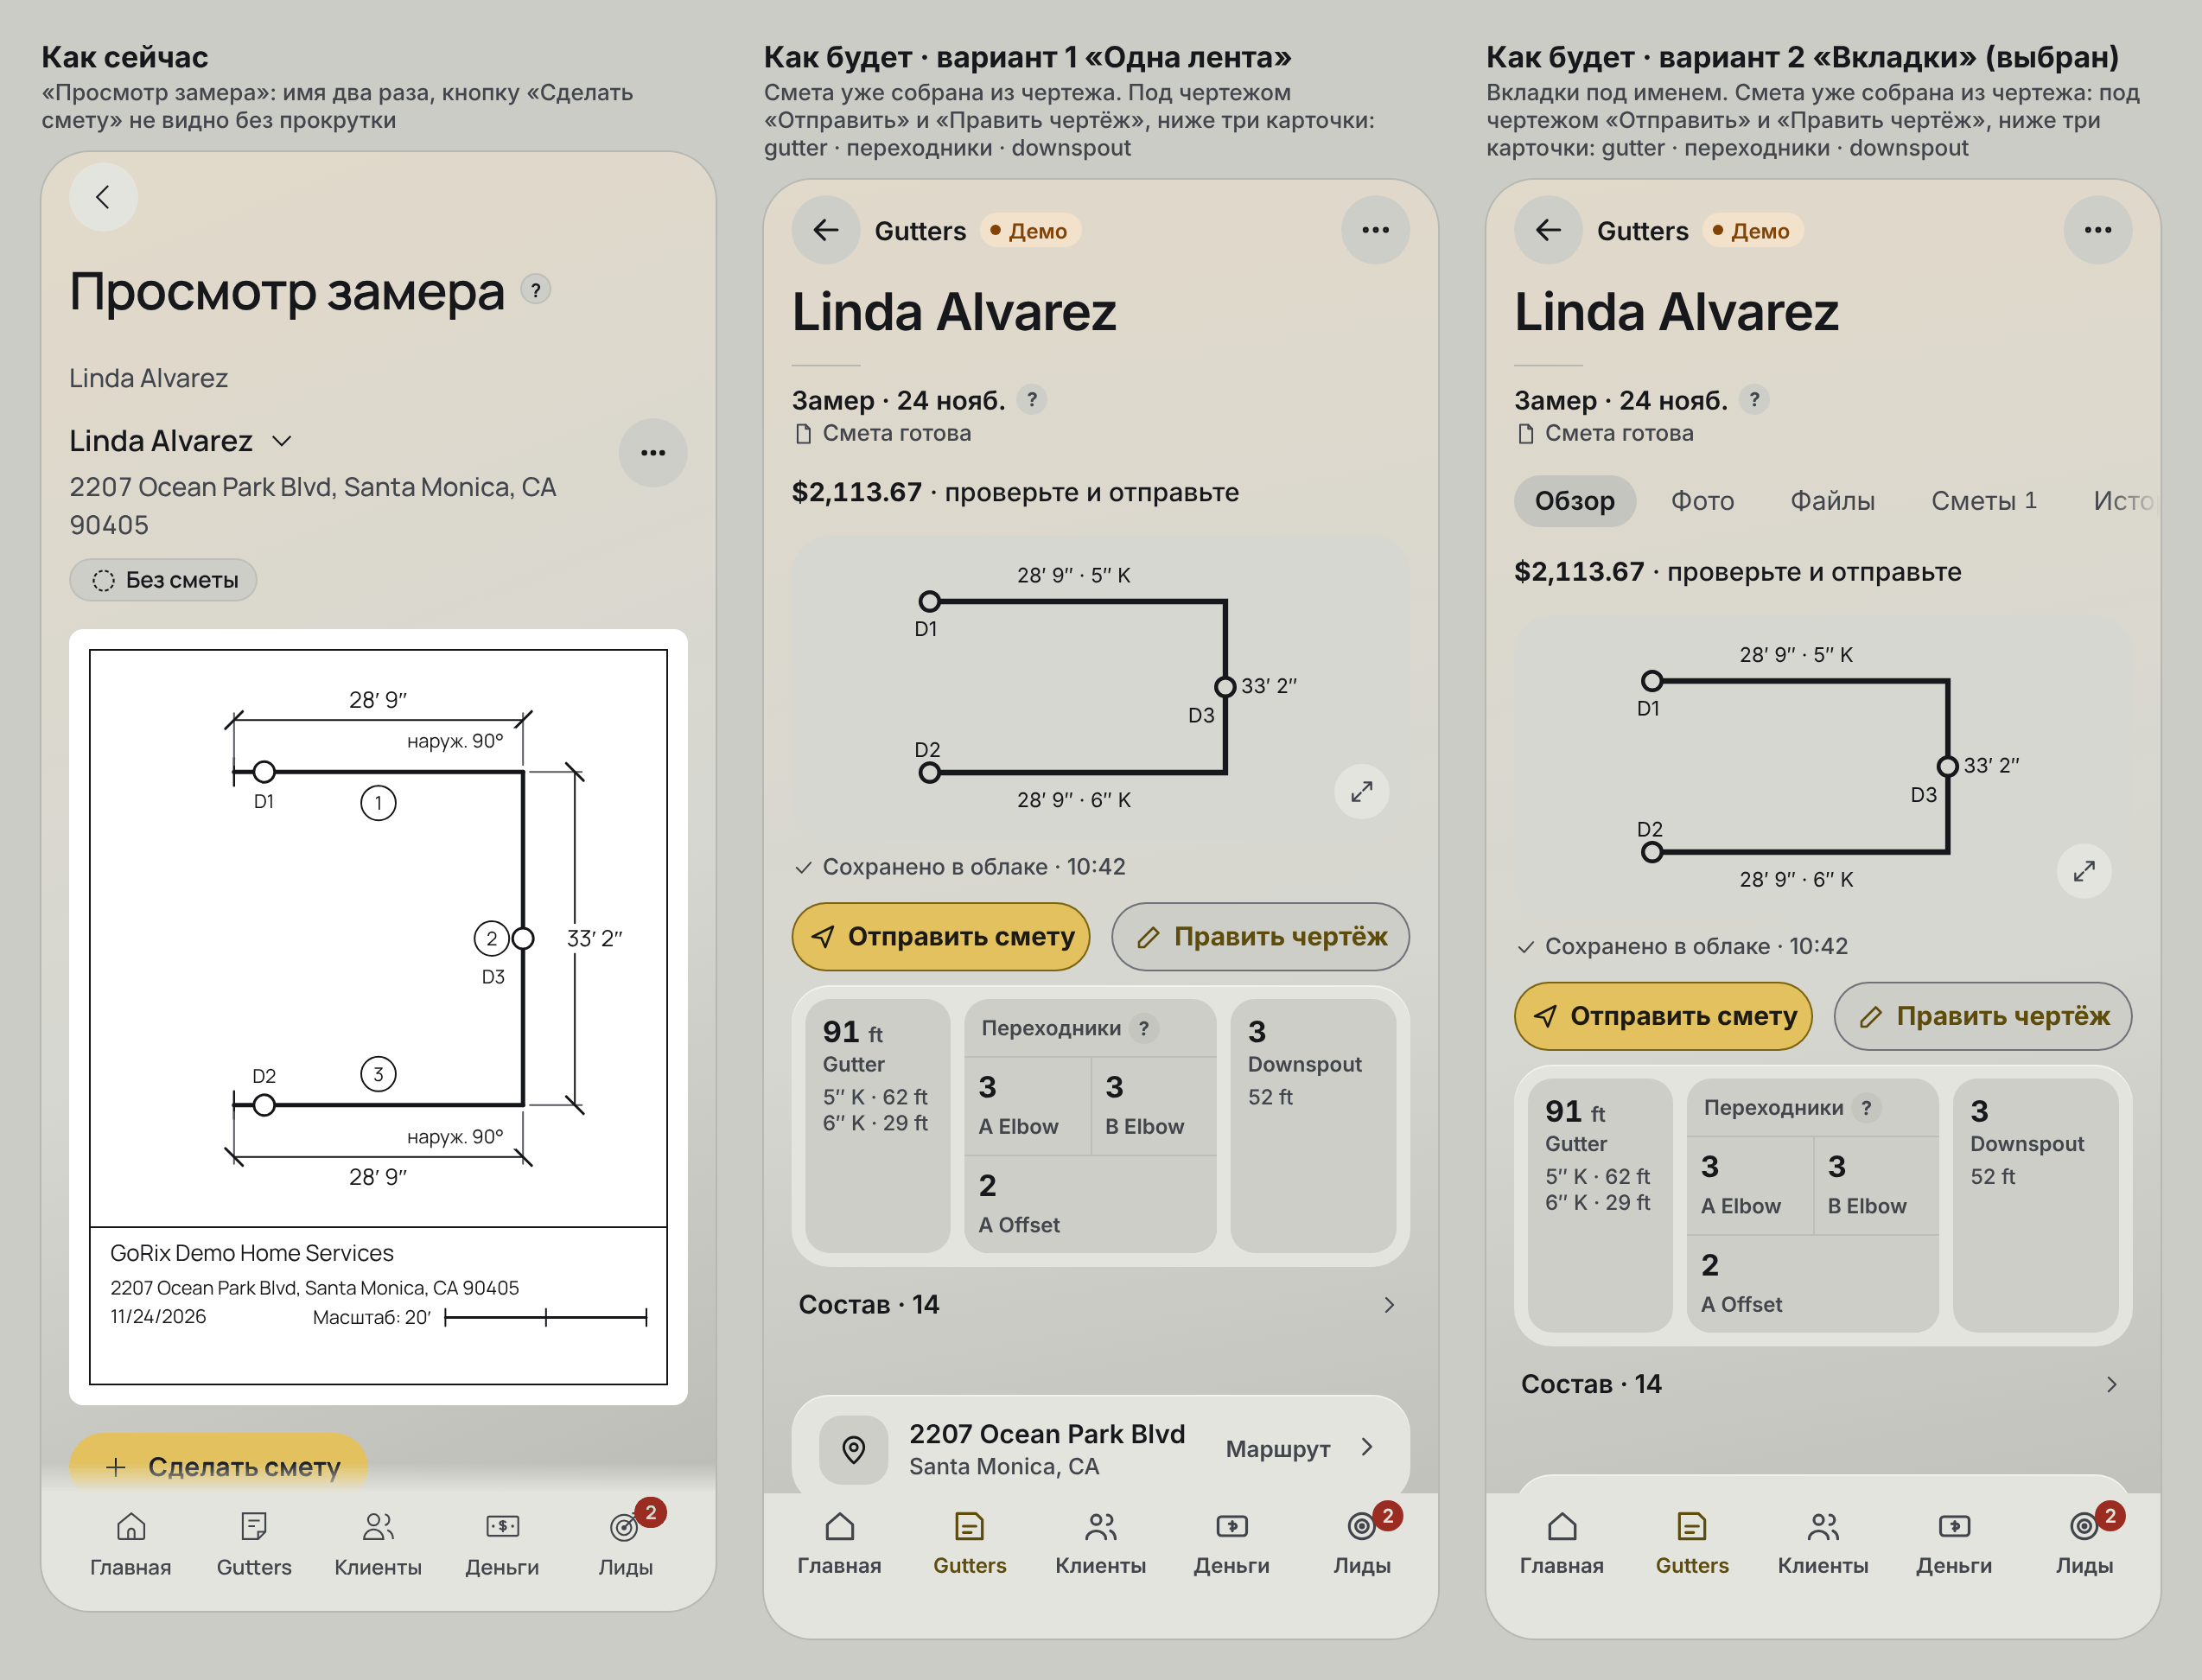 Как сейчас
«Просмотр замера»: имя два раза, кнопку «Сделать
смету» не видно без прокрутки
Просмотр замера ?
Linda Alvarez
Linda Alvarez
2207 Ocean Park Blvd, Santa Monica, CA
90405
Без сметы
28′ 9″
наруж. 90°
D1
1
2
33′ 2″
D3
D2
3
наруж. 90°
28′ 9″
GoRix Demo Home Services
2207 Ocean Park Blvd, Santa Monica, CA 90405
11/24/2026 Масштаб: 20′
Сделать смету
2
Главная Gutters Клиенты Деньги Лиды
Как будет · вариант 1 «Одна лента»
Смета уже собрана из чертежа. Под чертежом
«Отправить» и «Править чертёж», ниже три карточки:
gutter · переходники · downspout
Gutters Демо
Linda Alvarez
Замер · 24 нояб. ?
Смета готова
$2,113.67 · проверьте и отправьте
28′ 9″ · 5″ K
D1
33′ 2″
D3
D2
28′ 9″ · 6″ K
Сохранено в облаке · 10:42
Отправить смету Править чертёж
91 ft
Gutter
5″ K · 62 ft
6″ K · 29 ft
Переходники ?
3
A Elbow
3
B Elbow
2
A Offset
3
Downspout
52 ft
Состав · 14
2207 Ocean Park Blvd
Santa Monica, CA
Маршрут
2
Главная Gutters Клиенты Деньги Лиды
Как будет · вариант 2 «Вкладки» (выбран)
Вкладки под именем. Смета уже собрана из чертежа: под
чертежом «Отправить» и «Править чертёж», ниже три
карточки: gutter · переходники · downspout
Gutters Демо
Linda Alvarez
Замер · 24 нояб. ?
Смета готова
Обзор Фото Файлы Сметы 1 Исто
$2,113.67 · проверьте и отправьте
28′ 9″ · 5″ K
D1
33′ 2″
D3
D2
28′ 9″ · 6″ K
Сохранено в облаке · 10:42
Отправить смету Править чертёж
91 ft
Gutter
5″ K · 62 ft
6″ K · 29 ft
Переходники ?
3
A Elbow
3
B Elbow
2
A Offset
3
Downspout
52 ft
Состав · 14
2
Главная Gutters Клиенты Деньги Лиды